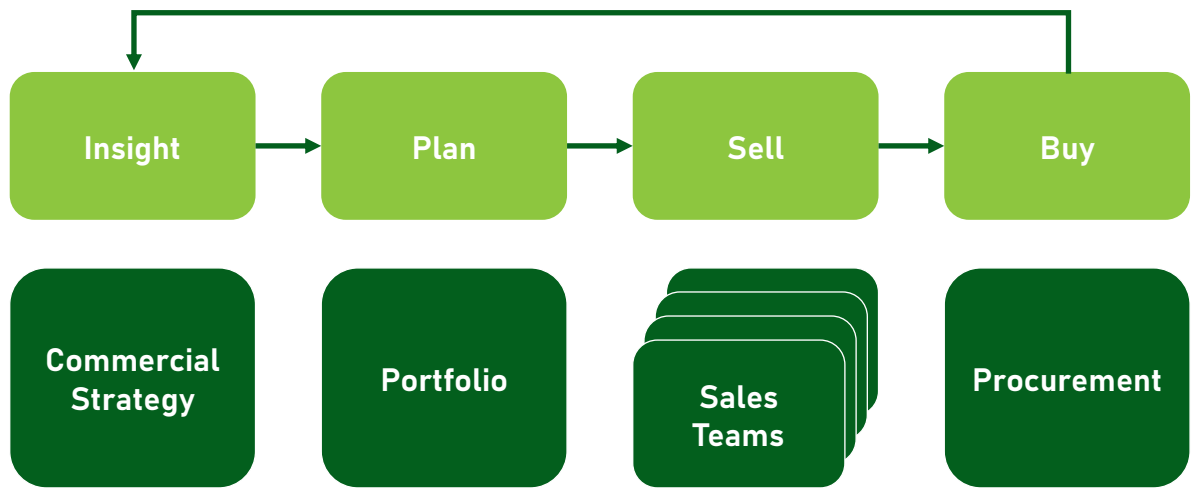 Insight
Plan
Sell
Buy
Commercial
Strategy
Portfolio
Sales
Teams
Procurement